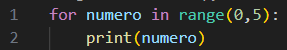 1 for numero in range(0,5):
2     print(numero)